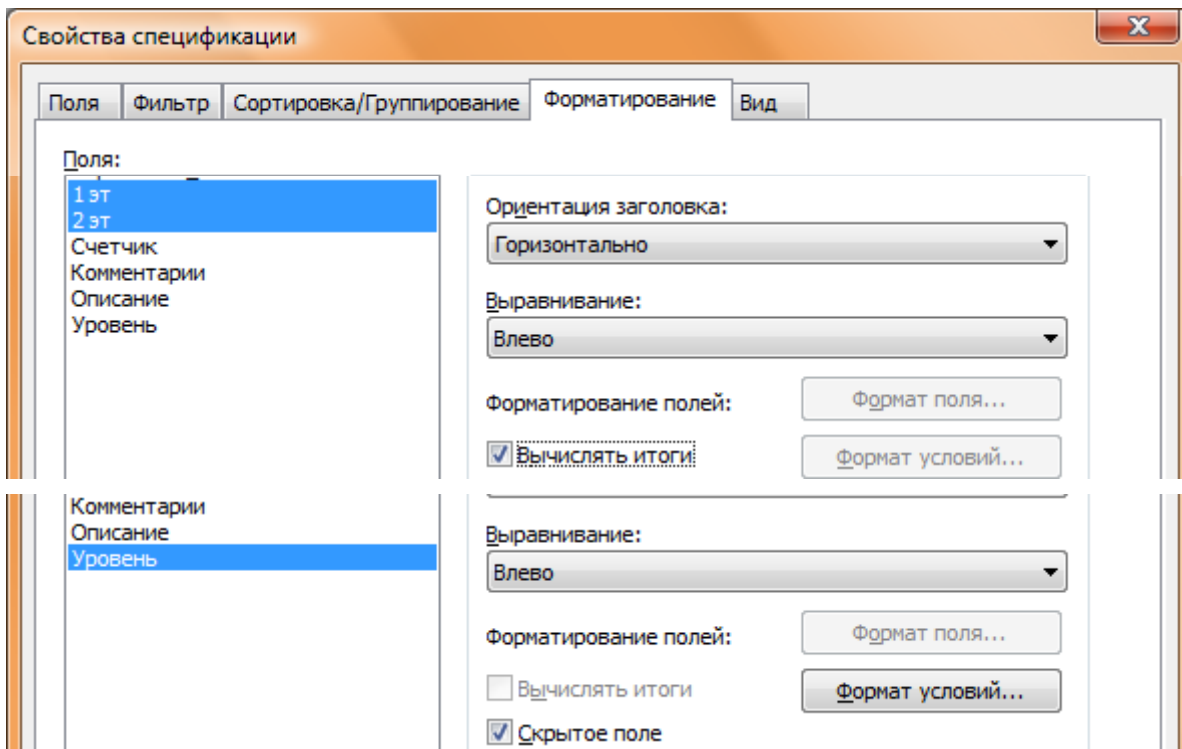 Свойства спецификации
Поля Фильтр Сортировка/Группирование Форматирование Вид
Поля:
1 эт
2 эт
Счетчик
Комментарии
Описание
Уровень
Ориентация заголовка:
Горизонтально
Выравнивание:
Влево
Форматирование полей: Формат поля...
Вычислять итоги Формат условий...
Комментарии
Описание
Уровень
Выравнивание:
Влево
Форматирование полей: Формат поля...
Вычислять итоги Формат условий...
Скрытое поле